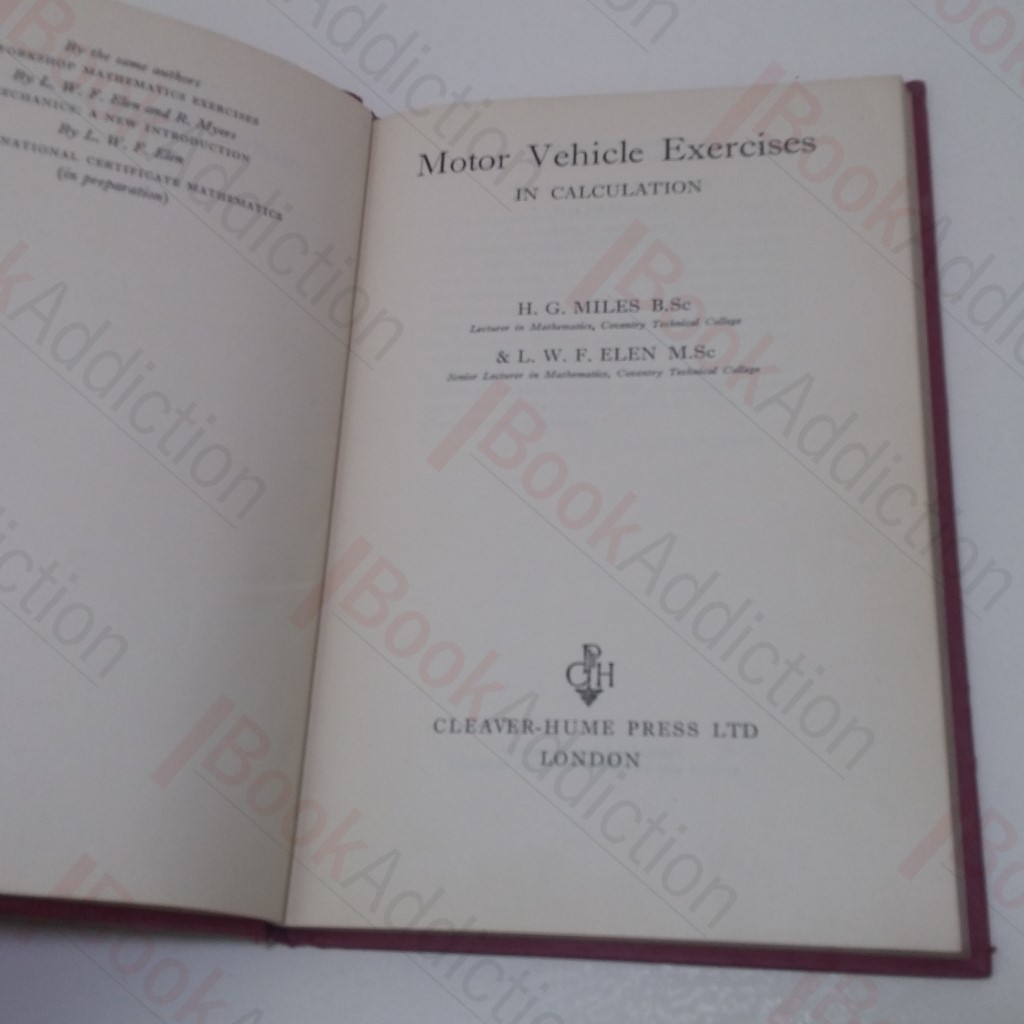 By the same authors
WORKSHOP MATHEMATICS EXERCISES
By L. W. F. Elen and R. Myers
MECHANICS, A NEW INTRODUCTION
By L. W. F. Elen
NATIONAL CERTIFICATE MATHEMATICS
(in preparation)
Motor Vehicle Exercises
IN CALCULATION
H. G. MILES B.Sc
Lecturer in Mathematics, Coventry Technical College
& L. W. F. ELEN M.Sc
Senior Lecturer in Mathematics, Coventry Technical College
CPH
CLEAVER-HUME PRESS LTD
LONDON
BookAddiction